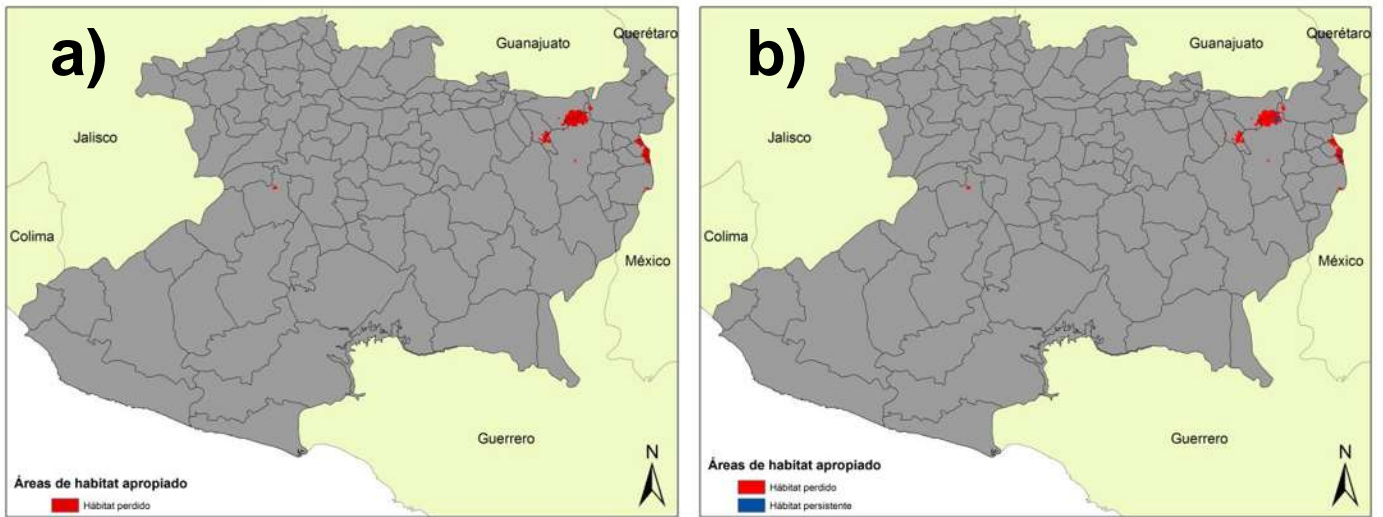 a)
Guanajuato
Querétaro
Jalisco
Colima
México
Guerrero
N
Áreas de habitat apropiado
Hábitat perdido
b)
Guanajuato
Querétaro
Jalisco
Colima
México
Guerrero
N
Áreas de habitat apropiado
Hábitat perdido
Hábitat persistente